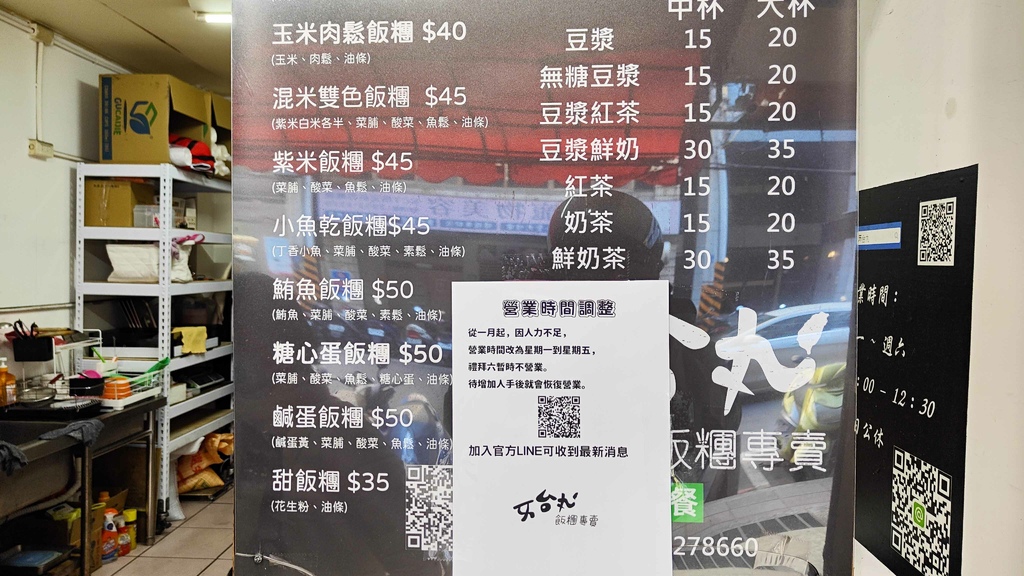 玉米肉鬆飯糰 $40
(玉米、肉鬆、油條)
混米雙色飯糰 $45
(紫米白米各半、菜脯、酸菜、魚鬆、油條)
紫米飯糰 $45
(菜脯、酸菜、魚鬆、油條)
小魚乾飯糰$45
(丁香小魚、菜脯、酸菜、素鬆、油條)
鮪魚飯糰 $50
(鮪魚、菜脯、酸菜、素鬆、油條)
糖心蛋飯糰 $50
(菜脯、酸菜、魚鬆、糖心蛋、油條)
鹹蛋飯糰 $50
(鹹蛋黃、菜脯、酸菜、魚鬆、油條)
甜飯糰 $35
(花生粉、油條)
中杯 大杯
豆漿 15 20
無糖豆漿 15 20
豆漿紅茶 15 20
豆漿鮮奶 30 35
紅茶 15 20
奶茶 15 20
鮮奶茶 30 35
營業時間調整
從一月起，因人力不足，
營業時間改為星期一到星期五，
禮拜六暫時不營業。
待增加人手後就會恢復營業。
加入官方LINE可收到最新消息
飯糰專賣
丸
飯糰專賣
餐
278660
業時間：
一、週六
:00 – 12:30
日公休